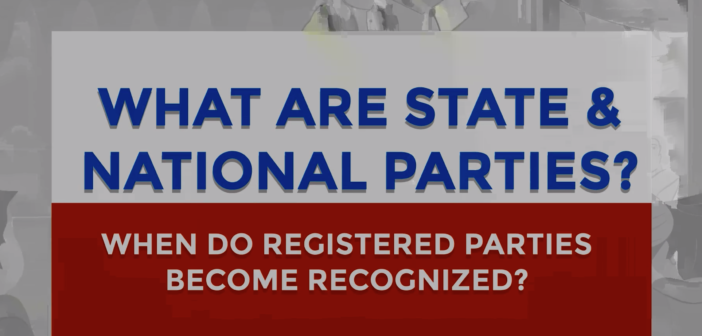 WHAT ARE STATE &
NATIONAL PARTIES?
WHEN DO REGISTERED PARTIES
BECOME RECOGNIZED?